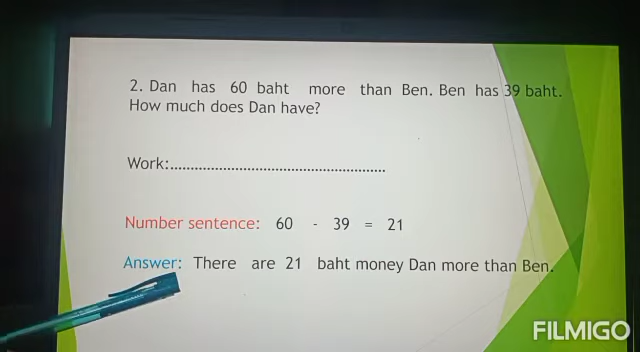 2. Dan has 60 baht more than Ben. Ben has 39 baht.
How much does Dan have?
Work:......................................................
Number sentence: 60 - 39 = 21
Answer: There are 21 baht money Dan more than Ben.
FILMIGO